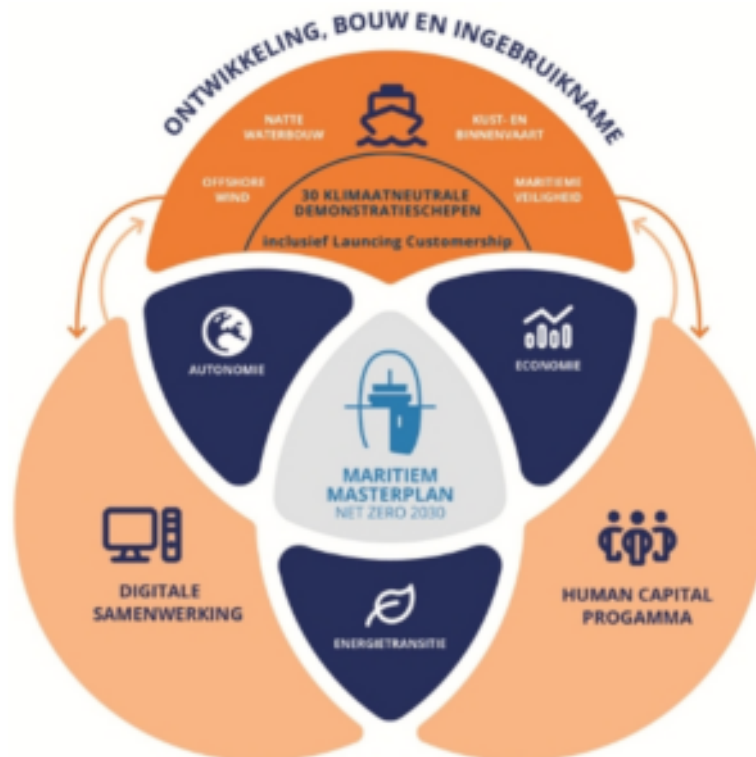 ONTWIKKELING, BOUW EN INGEBRUIKNAME
NATTE
WATERBOUW
KUST- EN
BINNENVAART
OFFSHORE
WIND
MARITIEME
VEILIGHEID
30 KLIMAATNEUTRALE
DEMONSTRATIESCHEPEN
inclusief Launcing Customership
AUTONOMIE
ECONOMIE
MARITIEM
MASTERPLAN
NET ZERO 2030
DIGITALE
SAMENWERKING
HUMAN CAPITAL
PROGAMMA
ENERGIETRANSITIE